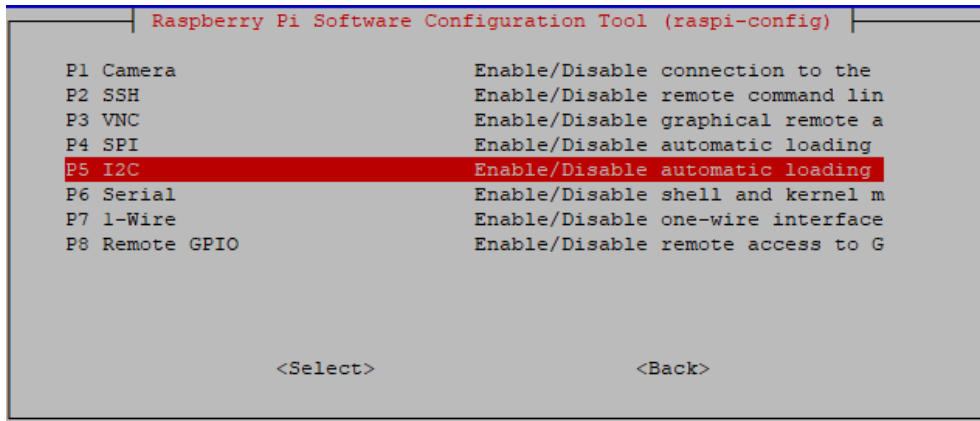 Raspberry Pi Software Configuration Tool (raspi-config)
P1 Camera Enable/Disable connection to the
P2 SSH Enable/Disable remote command lin
P3 VNC Enable/Disable graphical remote a
P4 SPI Enable/Disable automatic loading
P5 I2C Enable/Disable automatic loading
P6 Serial Enable/Disable shell and kernel m
P7 1-Wire Enable/Disable one-wire interface
P8 Remote GPIO Enable/Disable remote access to G
<Select> <Back>